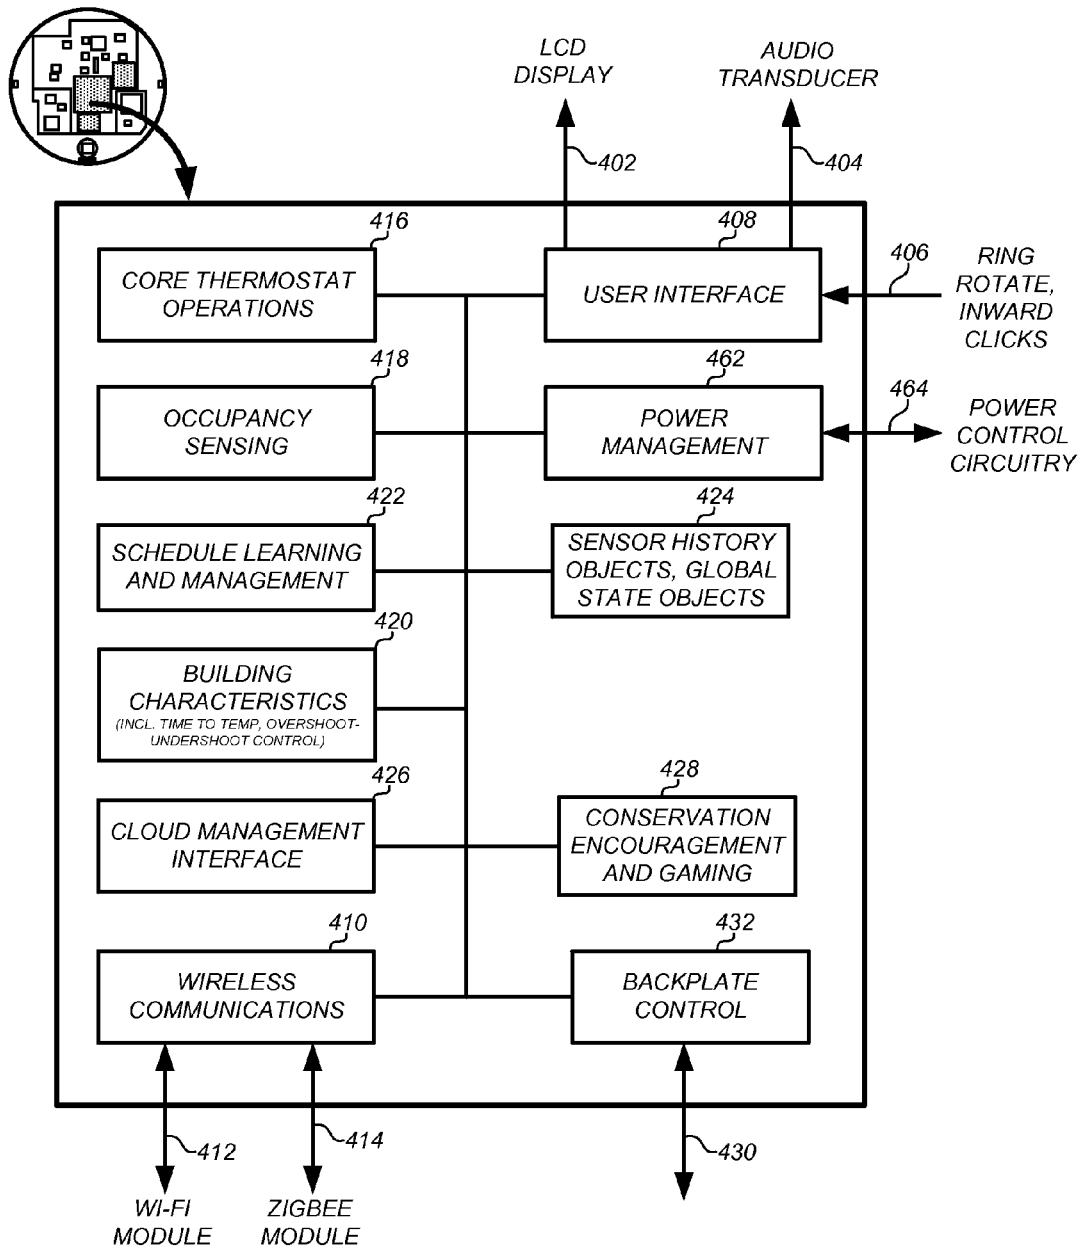 LCD
DISPLAY
AUDIO
TRANSDUCER
402
404
416
CORE THERMOSTAT
OPERATIONS
408
USER INTERFACE
406
RING
ROTATE,
INWARD
CLICKS
418
OCCUPANCY
SENSING
462
POWER
MANAGEMENT
464
POWER
CONTROL
CIRCUITRY
422
SCHEDULE LEARNING
AND MANAGEMENT
424
SENSOR HISTORY
OBJECTS, GLOBAL
STATE OBJECTS
420
BUILDING
CHARACTERISTICS
(INCL. TIME TO TEMP, OVERSHOOT-
UNDERSHOOT CONTROL)
426
CLOUD MANAGEMENT
INTERFACE
428
CONSERVATION
ENCOURAGEMENT
AND GAMING
410
WIRELESS
COMMUNICATIONS
432
BACKPLATE
CONTROL
412
414
430
WI-FI
MODULE
ZIGBEE
MODULE